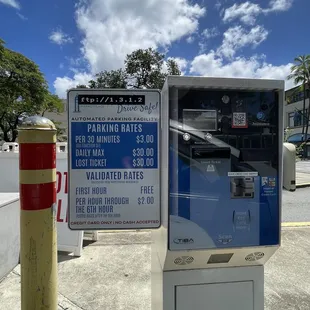 Drive Safe!
ftp://1.3.1.2
AUTOMATED PARKING FACILITY
PARKING RATES
PER 30 MINUTES $3.00
DAILY MAX $30.00
LOST TICKET $30.00
VALIDATED RATES
FIRST HOUR FREE
PER HOUR THROUGH THE 6TH HOUR $2.00
CREDIT CARD ONLY / NO CASH ACCEPTED
TIBA